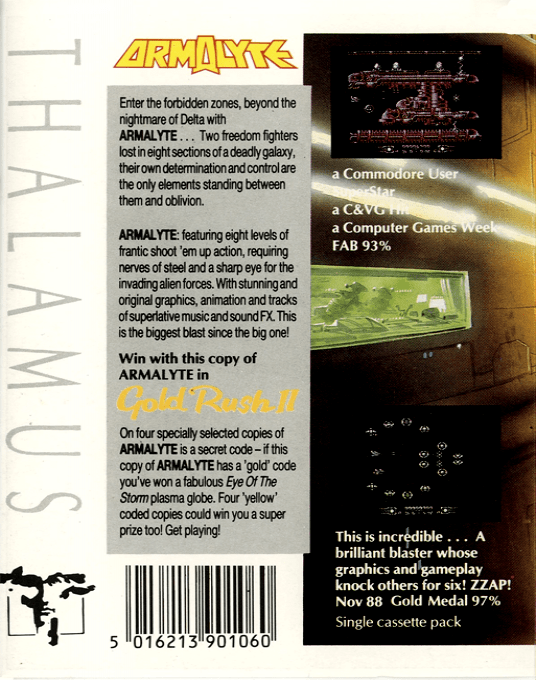 THALAMUS
ARMALYTE
Enter the forbidden zones, beyond the
nightmare of Delta with
ARMALYTE . . . Two freedom fighters
lost in eight sections of a deadly galaxy,
their own determination and control are
the only elements standing between
them and oblivion.
ARMALYTE: featuring eight levels of
frantic shoot 'em up action, requiring
nerves of steel and a sharp eye for the
invading alien forces. With stunning and
original graphics, animation and tracks
of superlative music and sound FX. This
is the biggest blast since the big one!
Win with this copy of
ARMALYTE in
Gold Rush.II
On four specially selected copies of
ARMALYTE is a secret code – if this
copy of ARMALYTE has a 'gold' code
you've won a fabulous Eye Of The
Storm plasma globe. Four 'yellow'
coded copies could win you a super
prize too! Get playing!
5 016213 901060
a Commodore User
SuperStar
a C&VG Hit
a Computer Games Week
FAB 93%
This is incredible . . . A
brilliant blaster whose
graphics and gameplay
knock others for six! ZZAP!
Nov 88 Gold Medal 97%
Single cassette pack